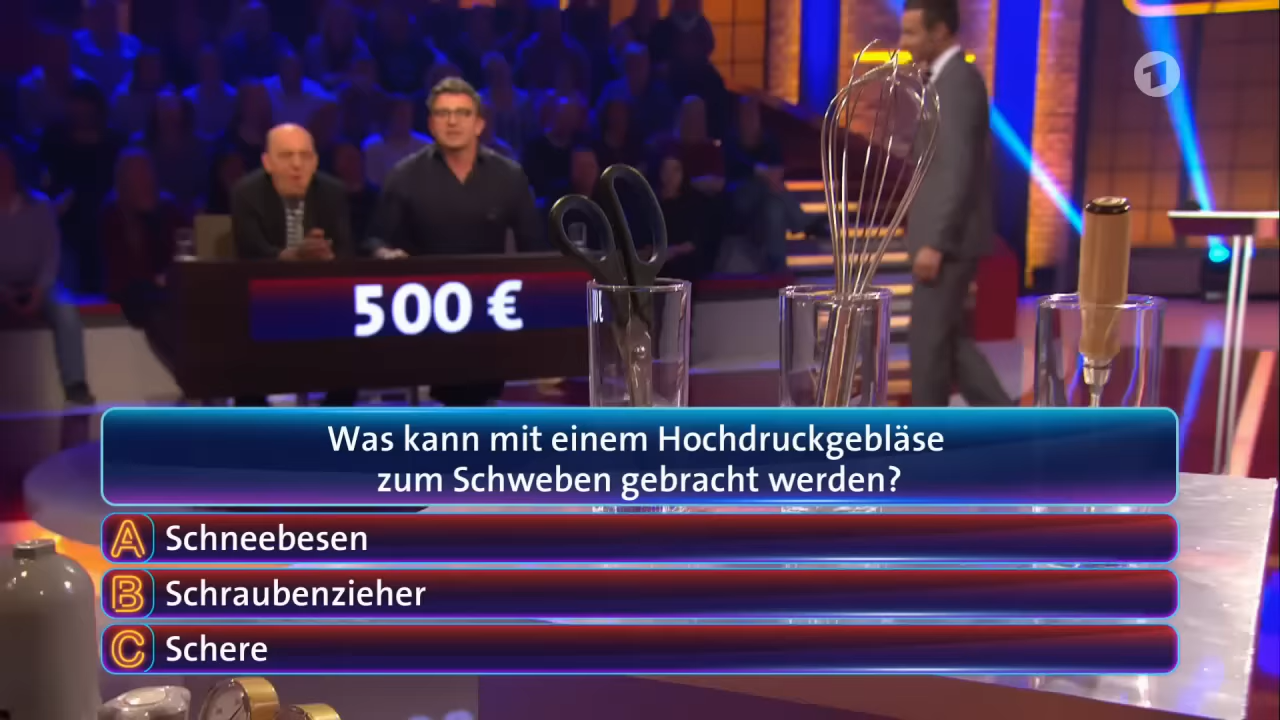 1
500 €
Was kann mit einem Hochdruckgebläse
zum Schweben gebracht werden?
A Schneebesen
B Schraubenzieher
C Schere